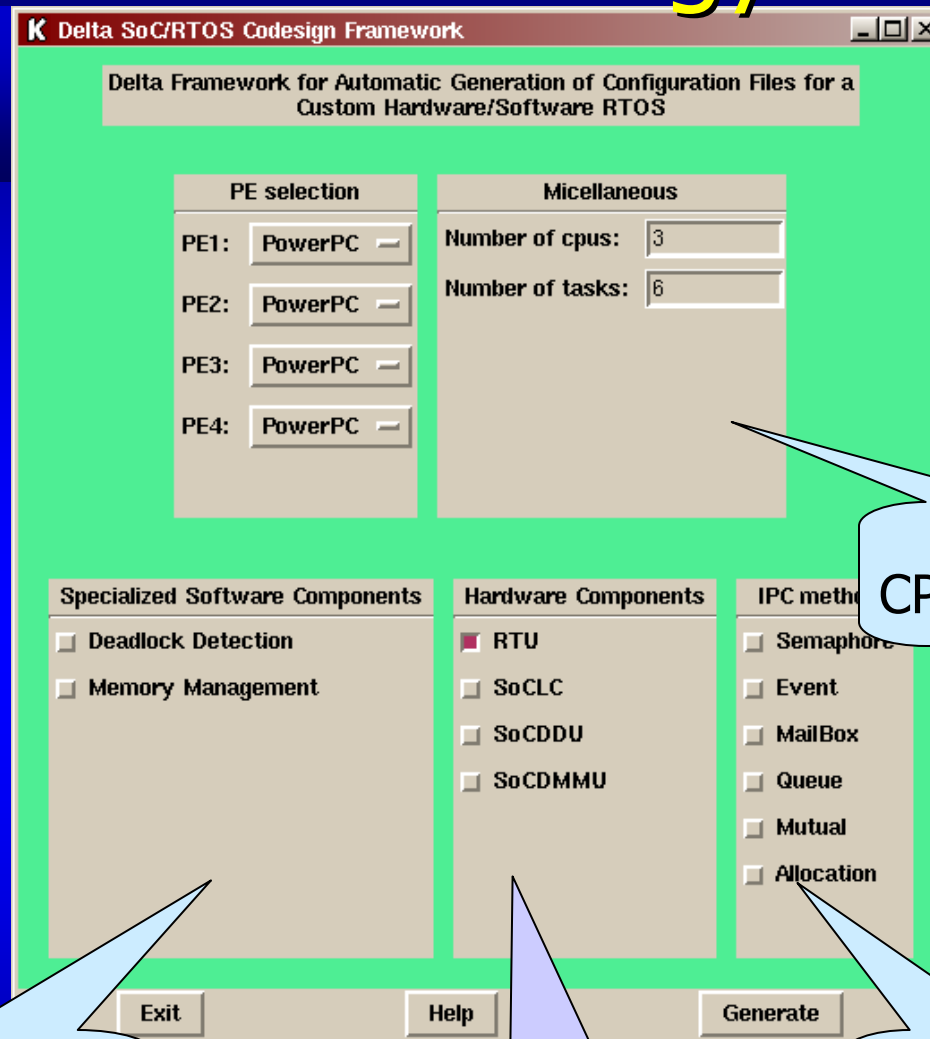 Delta SoC/RTOS Codesign Framework
Delta Framework for Automatic Generation of Configuration Files for a
Custom Hardware/Software RTOS
PE selection
PE1: PowerPC
PE2: PowerPC
PE3: PowerPC
PE4: PowerPC
Micellaneous
Number of cpus: 3
Number of tasks: 6
Specialized Software Components
Deadlock Detection
Memory Management
Hardware Components
RTU
SoCLC
SoCDDU
SoCDMMU
IPC
Semaphore
Event
MailBox
Queue
Mutual
Allocation
Exit
Help
Generate